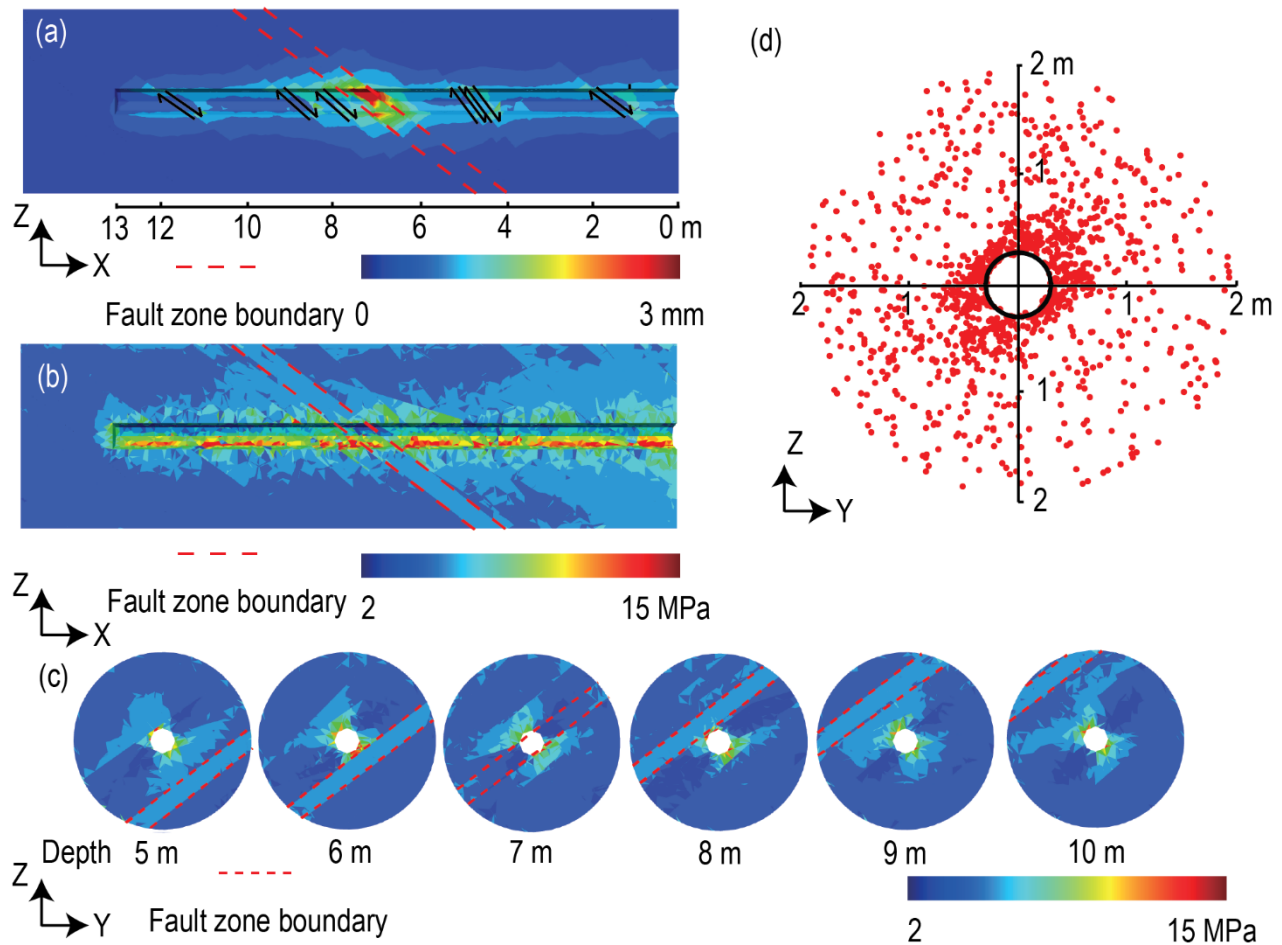 (a)
Z
X
13 12 10 8 6 4 2 0 m
Fault zone boundary 0 3 mm
(b)
Z
X
Fault zone boundary 2 15 MPa
(c)
Depth 5 m 6 m 7 m 8 m 9 m 10 m
Z
Y
Fault zone boundary
2 15 MPa
(d)
2 m
1
2 1 1 2 m
1
2
Z
Y